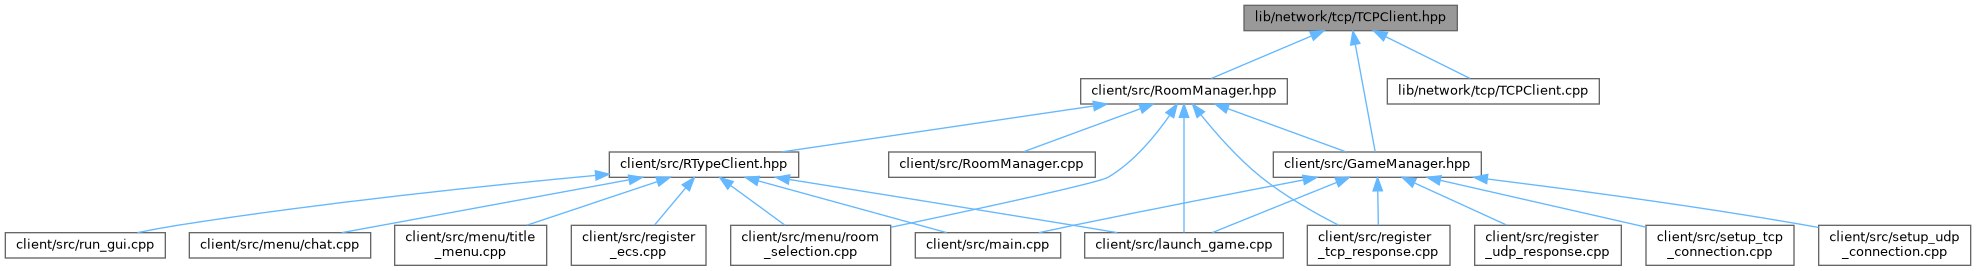 lib/network/tcp/TCPClient.hpp
client/src/RoomManager.hpp
lib/network/tcp/TCPClient.cpp
client/src/RTypeClient.hpp
client/src/RoomManager.cpp
client/src/GameManager.hpp
client/src/run_gui.cpp
client/src/menu/chat.cpp
client/src/menu/title
_menu.cpp
client/src/register
_ecs.cpp
client/src/menu/room
_selection.cpp
client/src/main.cpp
client/src/launch_game.cpp
client/src/register
_tcp_response.cpp
client/src/register
_udp_response.cpp
client/src/setup_tcp
_connection.cpp
client/src/setup_udp
_connection.cpp